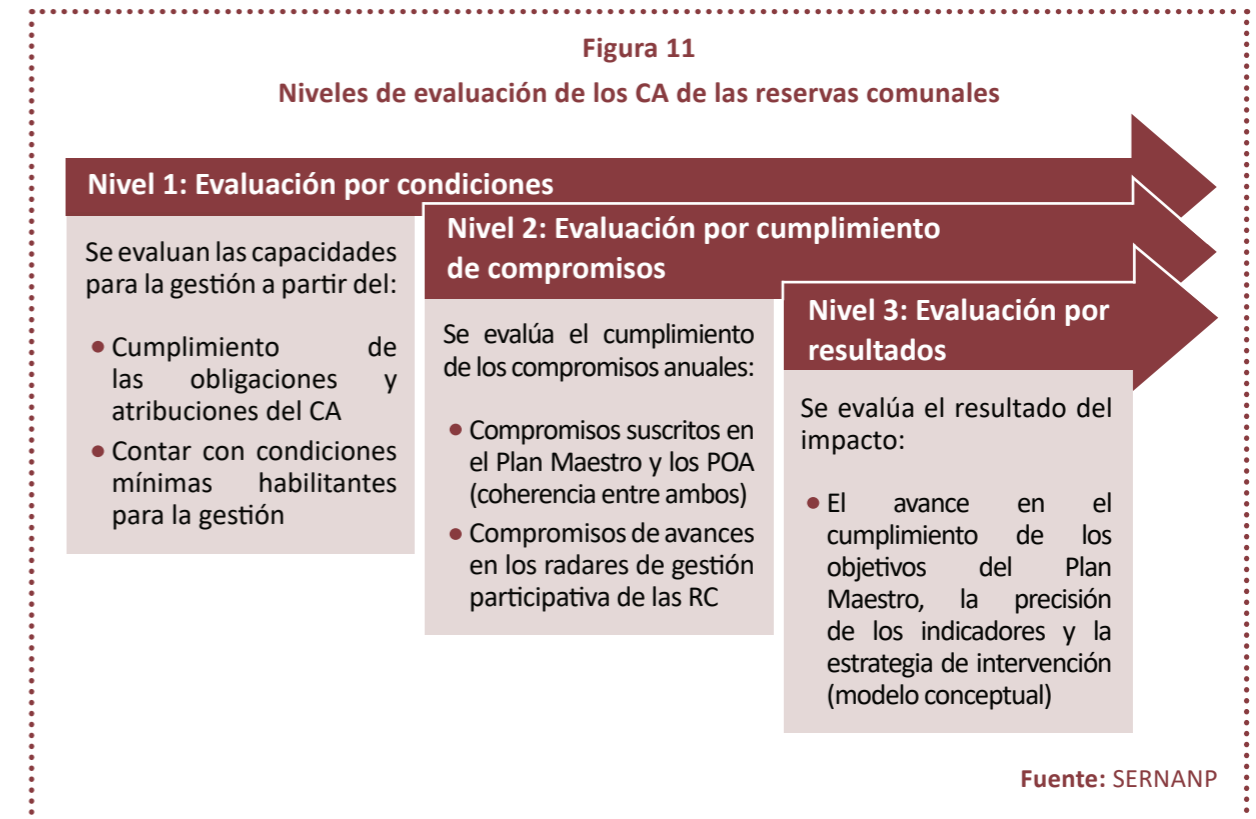 Figura 11
Niveles de evaluación de los CA de las reservas comunales
Nivel 1: Evaluación por condiciones
Se evaluan las capacidades
para la gestión a partir del:
• Cumplimiento de
las obligaciones y
atribuciones del CA
• Contar con condiciones
mínimas habilitantes
para la gestión
Nivel 2: Evaluación por cumplimiento
de compromisos
Se evalúa el cumplimiento
de los compromisos anuales:
• Compromisos suscritos en
el Plan Maestro y los POA
(coherencia entre ambos)
• Compromisos de avances
en los radares de gestión
participativa de las RC
Nivel 3: Evaluación por
resultados
Se evalúa el resultado del
impacto:
• El avance en el
cumplimiento de los
objetivos del Plan
Maestro, la precisión
de los indicadores y la
estrategia de intervención
(modelo conceptual)
Fuente: SERNANP